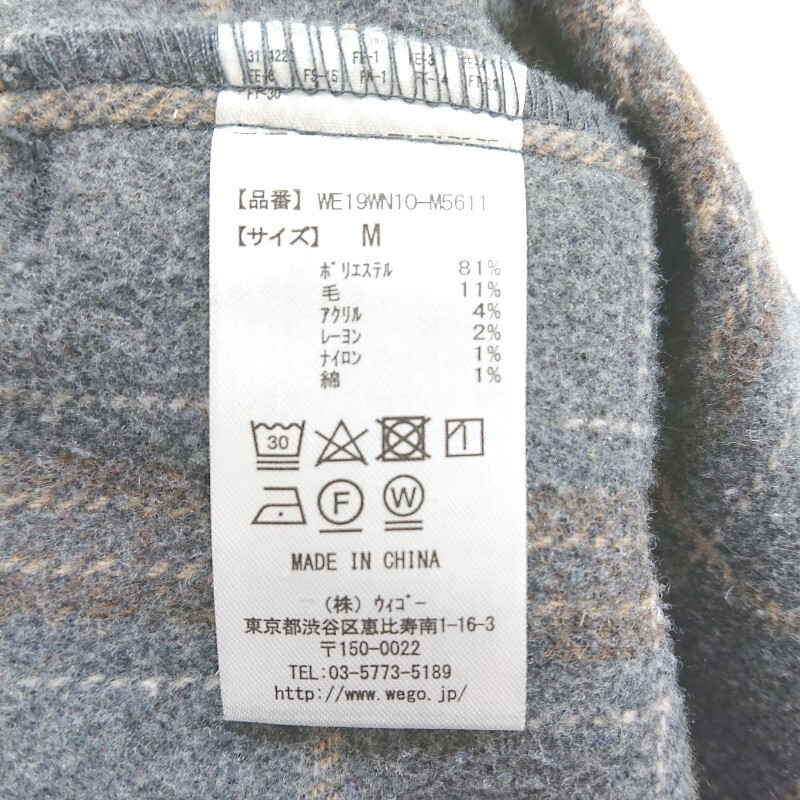 【品番】 WE19WN10-M5611
【サイズ】 M
ポリエステル 81%
毛 11%
アクリル 4%
レーヨン 2%
ナイロン 1%
綿 1%
30
F W
MADE IN CHINA
(株) ウィゴー
東京都渋谷区恵比寿南1-16-3
〒150-0022
TEL:03-5773-5189
http://www.wego.jp/